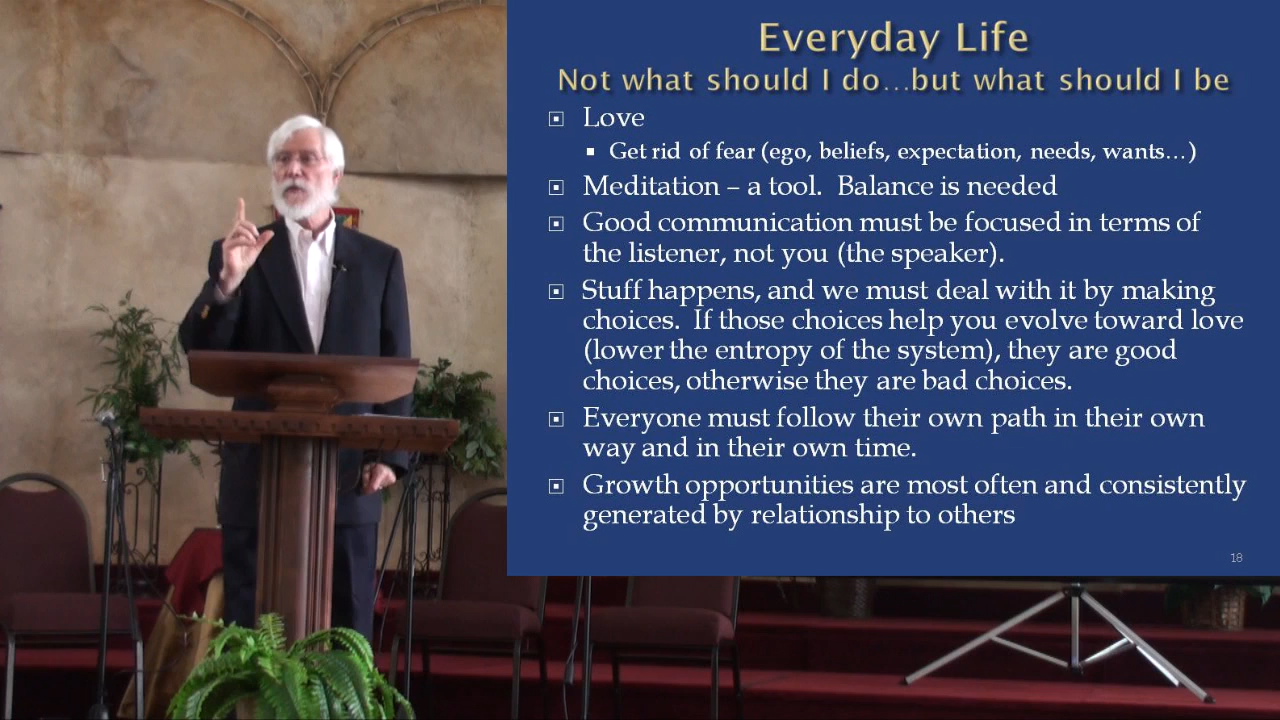 Everyday Life
Not what should I do...but what should I be
Love
Get rid of fear (ego, beliefs, expectation, needs, wants...)
Meditation – a tool.  Balance is needed
Good communication must be focused in terms of
the listener, not you (the speaker).
Stuff happens, and we must deal with it by making
choices.  If those choices help you evolve toward love
(lower the entropy of the system), they are good
choices, otherwise they are bad choices.
Everyone must follow their own path in their own
way and in their own time.
Growth opportunities are most often and consistently
generated by relationship to others
18